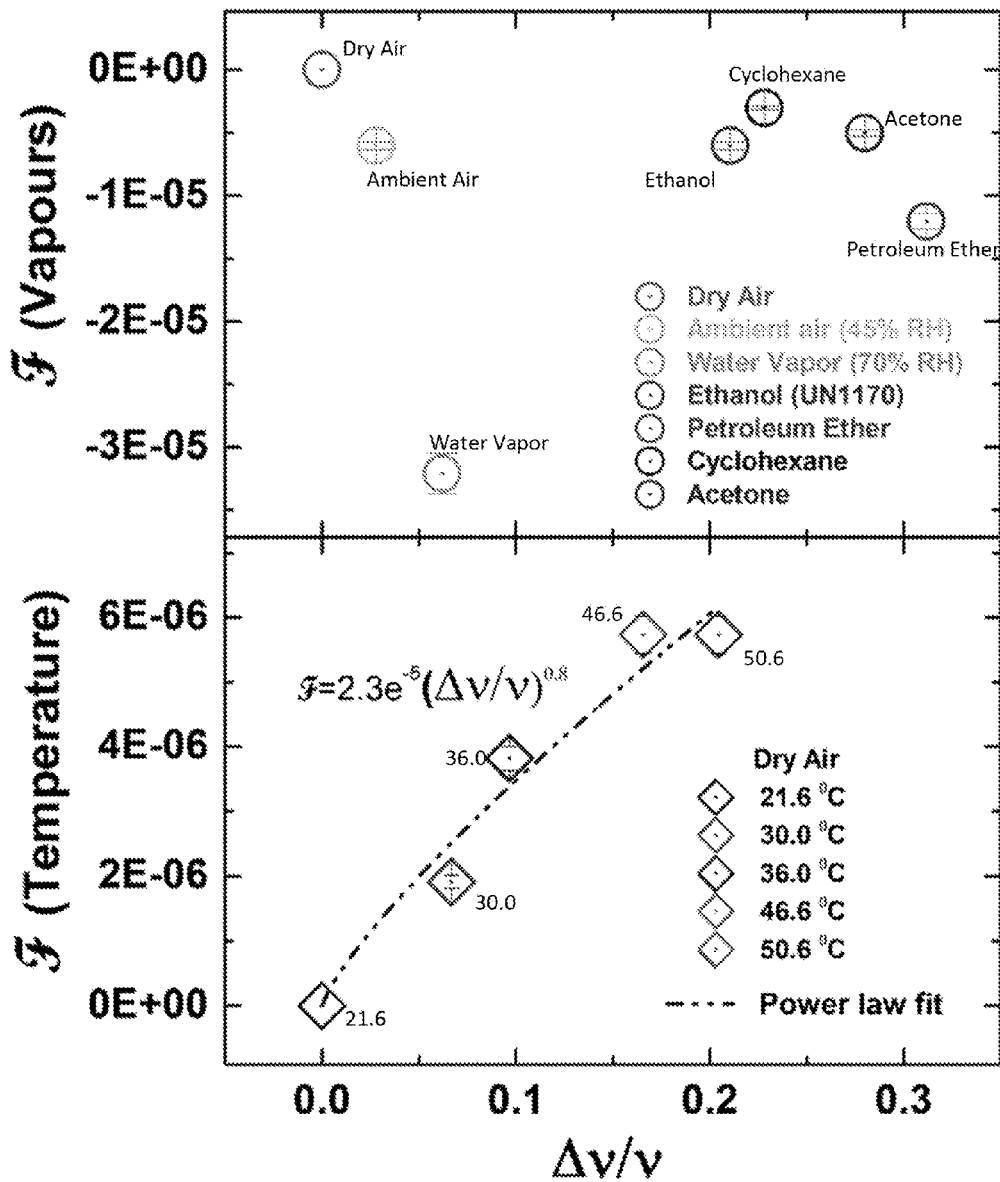 0E+00
-1E-05
-2E-05
-3E-05
ℱ (Vapours)
Dry Air
Ambient Air
Cyclohexane
Acetone
Ethanol
Petroleum Ether
Water Vapor
Dry Air
Ambient air (45% RH)
Water Vapor (70% RH)
Ethanol (UN1170)
Petroleum Ether
Cyclohexane
Acetone
6E-06
4E-06
2E-06
0E+00
ℱ (Temperature)
46.6
50.6
ℱ=2.3e⁻⁵(Δν/ν)⁰·⁸
36.0
30.0
21.6
Dry Air
21.6 ⁰C
30.0 ⁰C
36.0 ⁰C
46.6 ⁰C
50.6 ⁰C
Power law fit
0.0 0.1 0.2 0.3
Δν/ν